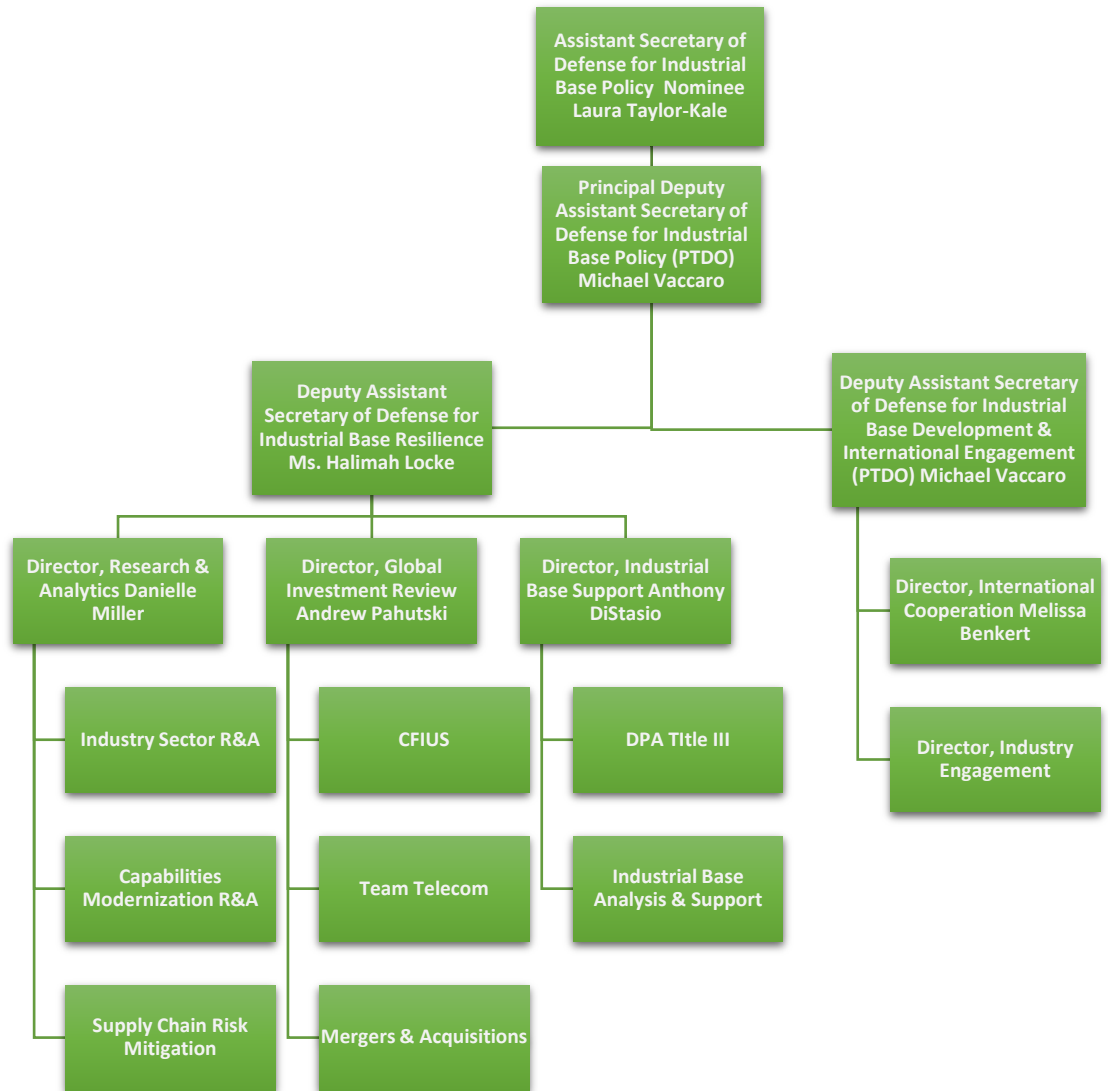 Assistant Secretary of
Defense for Industrial
Base Policy  Nominee
Laura Taylor-Kale
Principal Deputy
Assistant Secretary of
Defense for Industrial
Base Policy (PTDO)
Michael Vaccaro
Deputy Assistant
Secretary of Defense for
Industrial Base Resilience
Ms. Halimah Locke
Deputy Assistant Secretary
of Defense for Industrial
Base Development &
International Engagement
(PTDO) Michael Vaccaro
Director, Research &
Analytics Danielle
Miller
Director, Global
Investment Review
Andrew Pahutski
Director, Industrial
Base Support Anthony
DiStasio
Director, International
Cooperation Melissa
Benkert
Industry Sector R&A
CFIUS
DPA TItle III
Director, Industry
Engagement
Capabilities
Modernization R&A
Team Telecom
Industrial Base
Analysis & Support
Supply Chain Risk
Mitigation
Mergers & Acquisitions